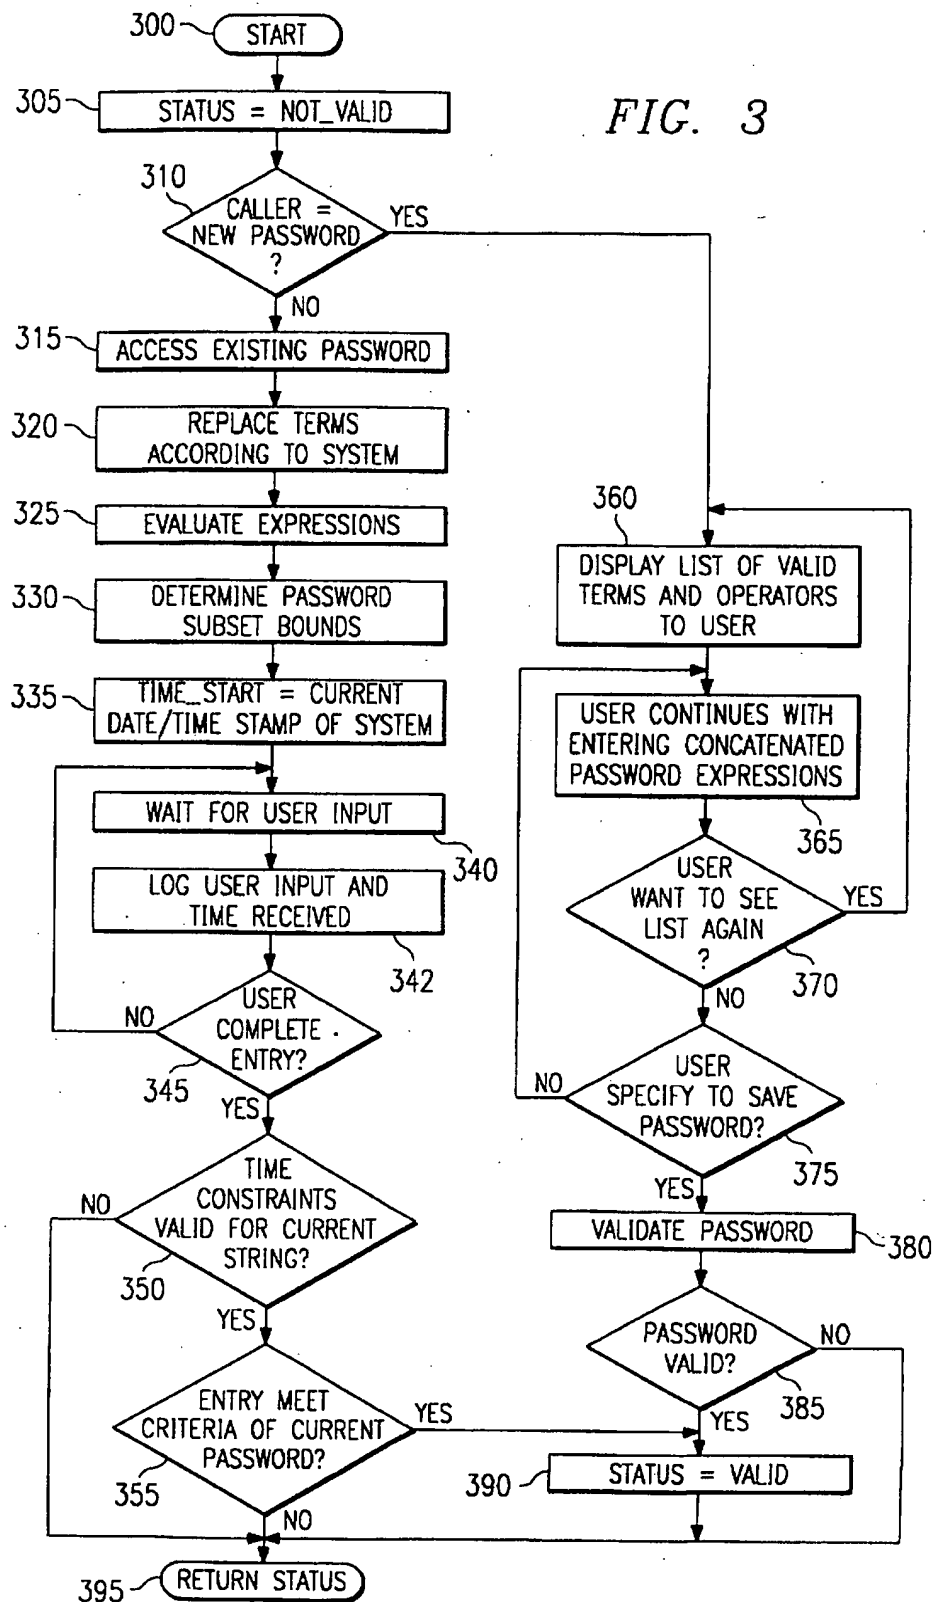 300
START
FIG. 3
305
STATUS = NOT_VALID
310
CALLER =
NEW PASSWORD
?
YES
NO
315
ACCESS EXISTING PASSWORD
320
REPLACE TERMS
ACCORDING TO SYSTEM
325
EVALUATE EXPRESSIONS
330
DETERMINE PASSWORD
SUBSET BOUNDS
335
TIME_START = CURRENT
DATE/TIME STAMP OF SYSTEM
WAIT FOR USER INPUT
340
LOG USER INPUT AND
TIME RECEIVED
342
USER
COMPLETE
ENTRY?
NO
345
YES
TIME
CONSTRAINTS
VALID FOR CURRENT
STRING?
NO
350
YES
ENTRY MEET
CRITERIA OF CURRENT
PASSWORD?
YES
355
NO
395
RETURN STATUS
360
DISPLAY LIST OF VALID
TERMS AND OPERATORS
TO USER
USER CONTINUES WITH
ENTERING CONCATENATED
PASSWORD EXPRESSIONS
365
USER
WANT TO SEE
LIST AGAIN
?
YES
370
NO
USER
SPECIFY TO SAVE
PASSWORD?
NO
375
YES
VALIDATE PASSWORD
380
PASSWORD
VALID?
NO
385
YES
390
STATUS = VALID